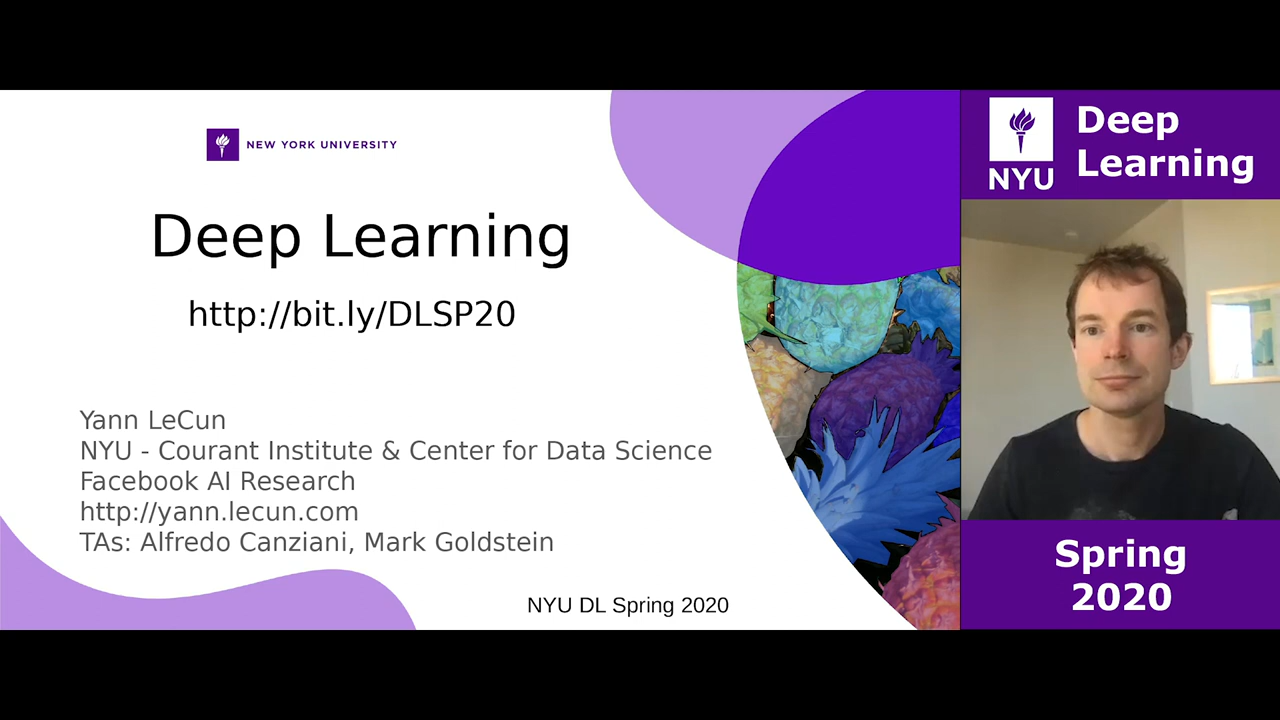 NEW YORK UNIVERSITY
Deep Learning
http://bit.ly/DLSP20
Yann LeCun
NYU - Courant Institute & Center for Data Science
Facebook AI Research
http://yann.lecun.com
TAs: Alfredo Canziani, Mark Goldstein
NYU DL Spring 2020
NYU
Deep
Learning
Spring
2020